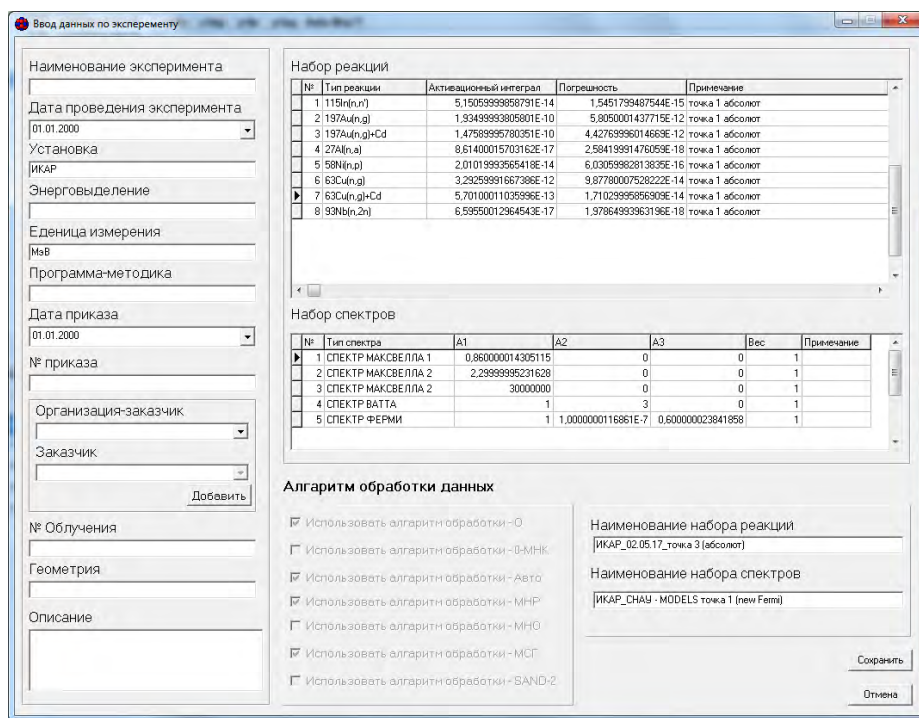 Ввод данных по эксперементу
Наименование эксперимента
Дата проведения эксперимента
01.01.2000
Установка
ИКАР
Энерговыделение
Еденица измерения
МэВ
Программа-методика
Дата приказа
01.01.2000
№ приказа
Организация-заказчик
Заказчик
Добавить
№ Облучения
Геометрия
Описание
Набор реакций
№ Тип реакции Активационный интеграл Погрешность Примечание
1 115In(n,n') 5,15059999858791E-14 1,5451799487544E-15 точка 1 абсолют
2 197Au(n,g) 1,93499993805801E-10 5,8050001437715E-12 точка 1 абсолют
3 197Au(n,g)+Cd 1,47589995780351E-10 4,42769996014669E-12 точка 1 абсолют
4 27Al(n,a) 8,61400015703162E-17 2,58419991476059E-18 точка 1 абсолют
5 58Ni(n,p) 2,01019993565418E-14 6,03059982813835E-16 точка 1 абсолют
6 63Cu(n,g) 3,29259991667386E-12 9,87780007528222E-14 точка 1 абсолют
7 63Cu(n,g)+Cd 5,70100011035996E-13 1,71029995856909E-14 точка 1 абсолют
8 93Nb(n,2n) 6,59550012964543E-17 1,97864993963196E-18 точка 1 абсолют
Набор спектров
№ Тип спектра A1 A2 A3 Вес Примечание
1 СПЕКТР МАКСВЕЛЛА 1 0,860000014305115 0 0 1
2 СПЕКТР МАКСВЕЛЛА 2 2,29999995231628 0 0 1
3 СПЕКТР МАКСВЕЛЛА 2 30000000 0 0 1
4 СПЕКТР ВАТТА 1 3 0 1
5 СПЕКТР ФЕРМИ 1 1,0000000116861E-7 0,600000023841858 1
Алгаритм обработки данных
Использовать алгаритм обработки - O
Использовать алгаритм обработки - 0-МНК
Использовать алгаритм обработки - Авто
Использовать алгаритм обработки - МНР
Использовать алгаритм обработки - МНО
Использовать алгаритм обработки - МСГ
Использовать алгаритм обработки - SAND-2
Наименование набора реакций
ИКАР_02.05.17_точка 3 (абсолют)
Наименование набора спектров
ИКАР_СНАУ - MODELS точка 1 (new Fermi)
Сохранить
Отмена